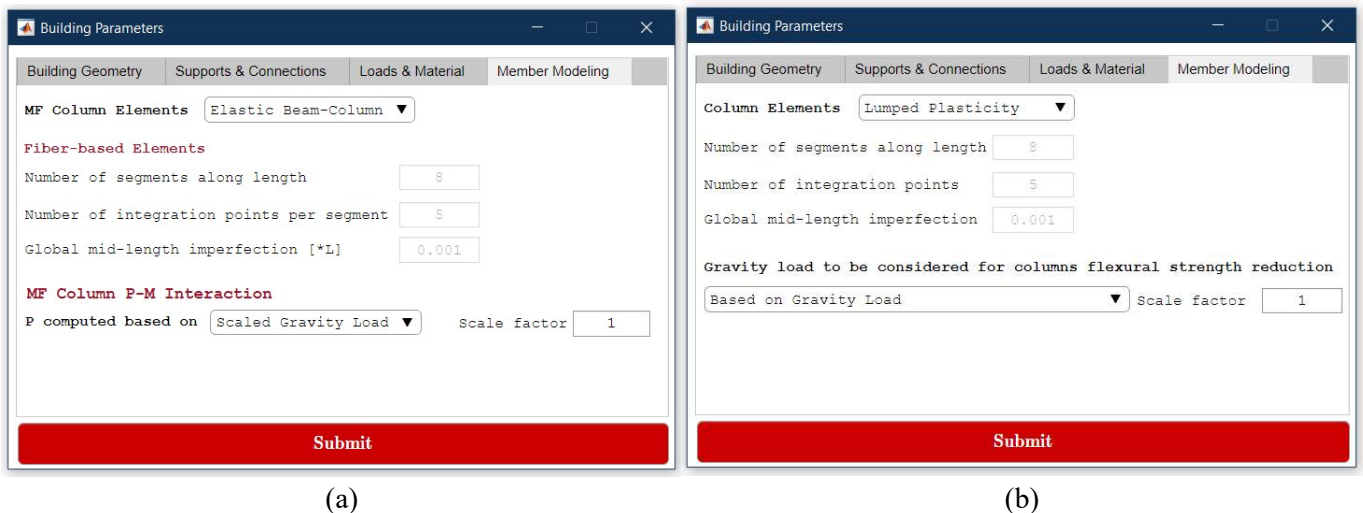 Building Parameters
Building Geometry Supports & Connections Loads & Material Member Modeling
MF Column Elements Elastic Beam-Column ▼
Fiber-based Elements
Number of segments along length 8
Number of integration points per segment 5
Global mid-length imperfection [*L] 0.001
MF Column P-M Interaction
P computed based on Scaled Gravity Load ▼ Scale factor 1
Submit
(a)
Building Parameters
Building Geometry Supports & Connections Loads & Material Member Modeling
Column Elements Lumped Plasticity ▼
Number of segments along length 8
Number of integration points 5
Global mid-length imperfection 0.001
Gravity load to be considered for columns flexural strength reduction
Based on Gravity Load ▼ Scale factor 1
Submit
(b)